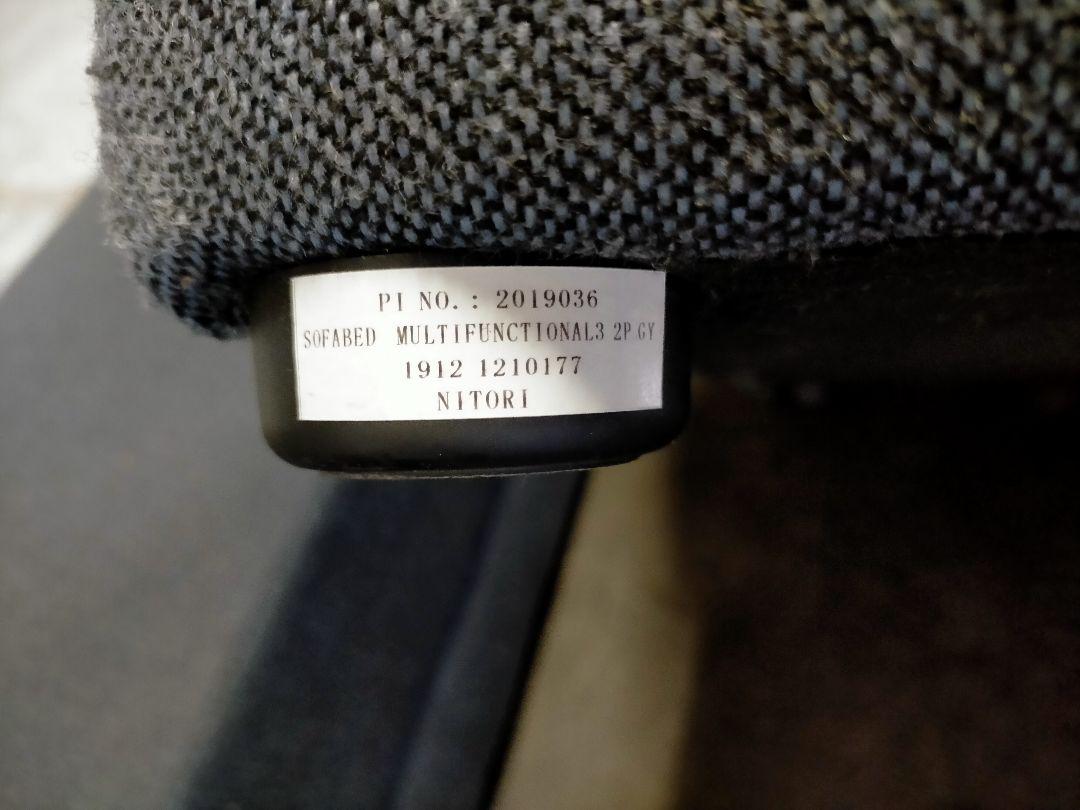 PI NO. : 2019036
SOFABED MULTIFUNCTIONAL3 2P GY
1912 1210177
NITORI